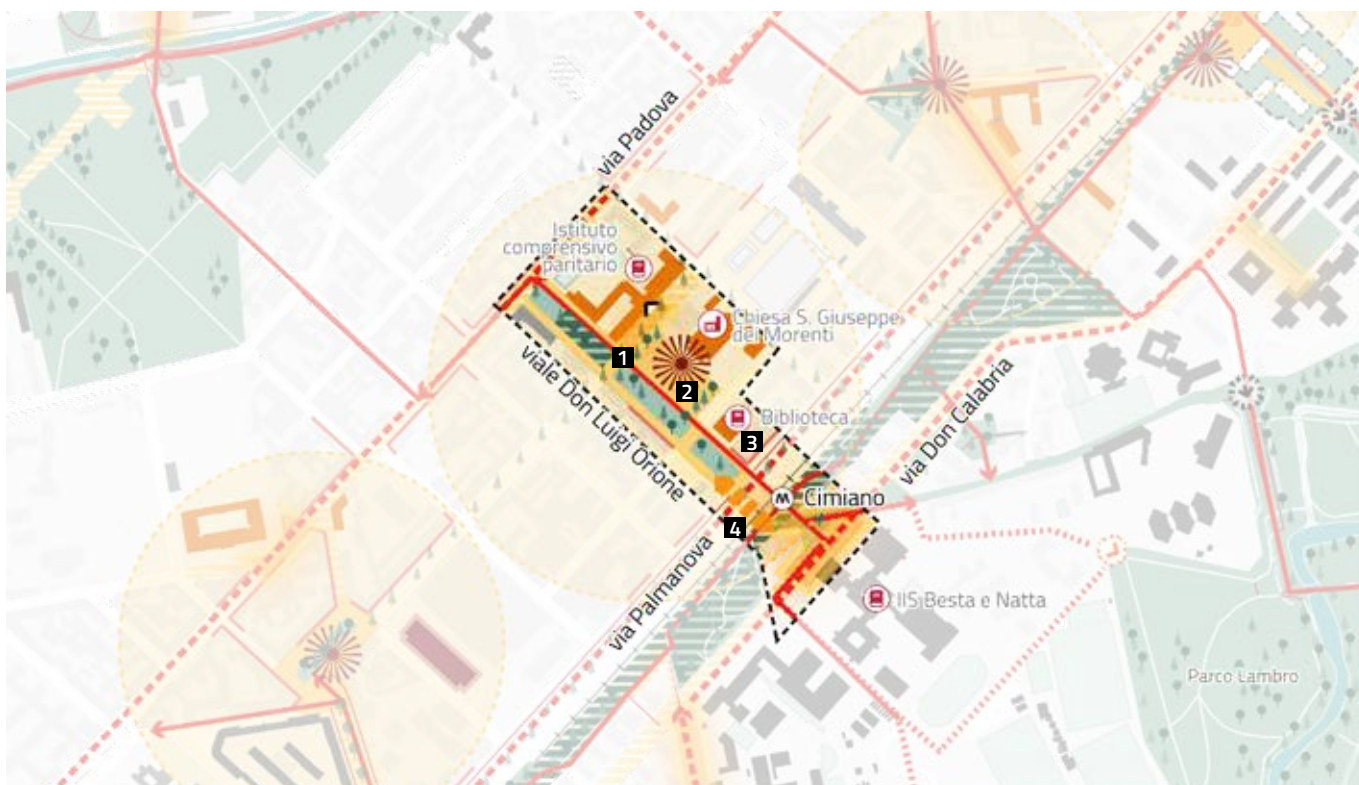 via Padova
Istituto
comprensivo
paritario
Chiesa S. Giuseppe
dei Morenti
1
2
viale Don Luigi Orione
Biblioteca
3
via Don Calabria
M Cimiano
4
via Palmanova
IIS Besta e Natta
Parco Lambro